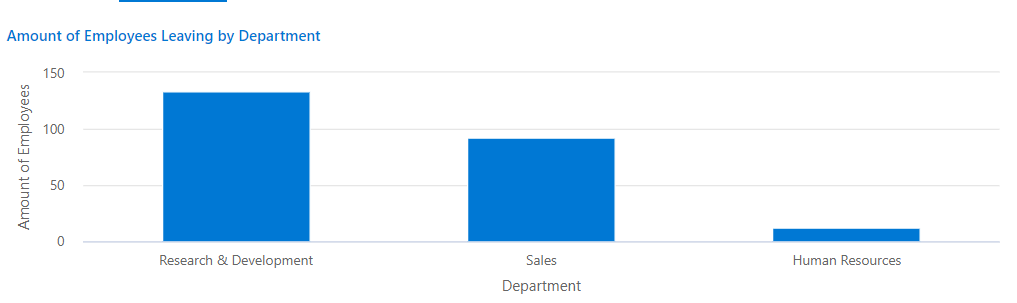 Amount of Employees Leaving by Department
Amount of Employees
150
100
50
0
Research & Development
Sales
Human Resources
Department